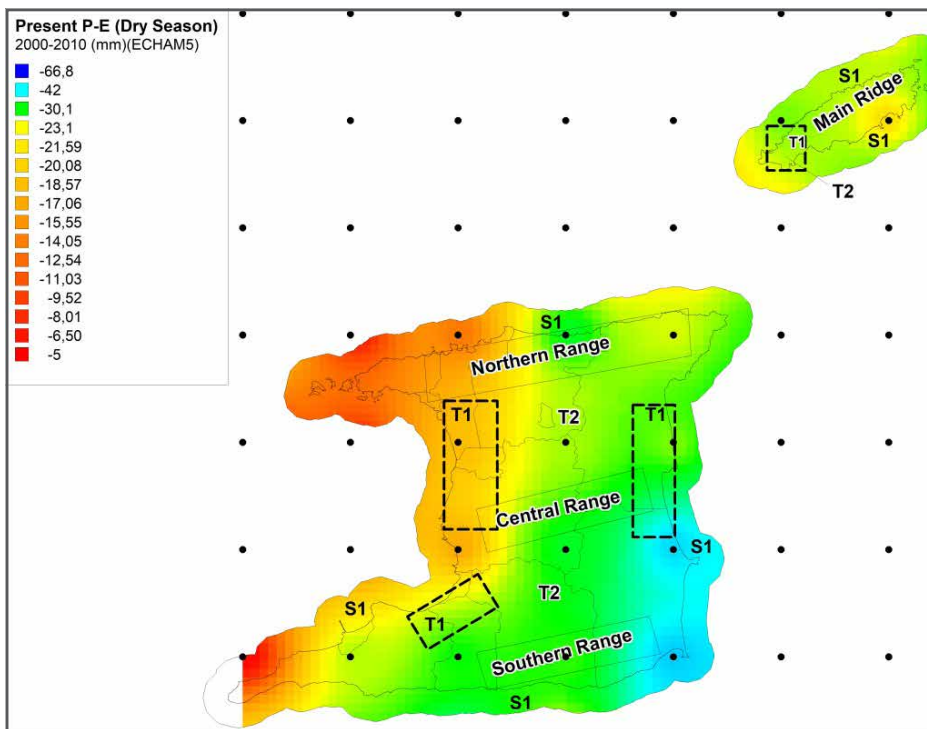 Present P-E (Dry Season)
2000-2010 (mm)(ECHAM5)
-66,8
-42
-30,1
-23,1
-21,59
-20,08
-18,57
-17,06
-15,55
-14,05
-12,54
-11,03
-9,52
-8,01
-6,50
-5
S1
Main Ridge
T1
S1
T2
S1
Northern Range
T1
T2
T1
Central Range
S1
T2
S1
T1
Southern Range
S1